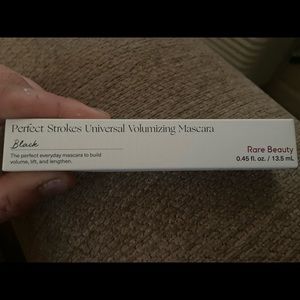 Perfect Strokes Universal Volumizing Mascara
Black
The perfect everyday mascara to build
volume, lift, and lengthen.
Rare Beauty
0.45 fl. oz. / 13.5 mL